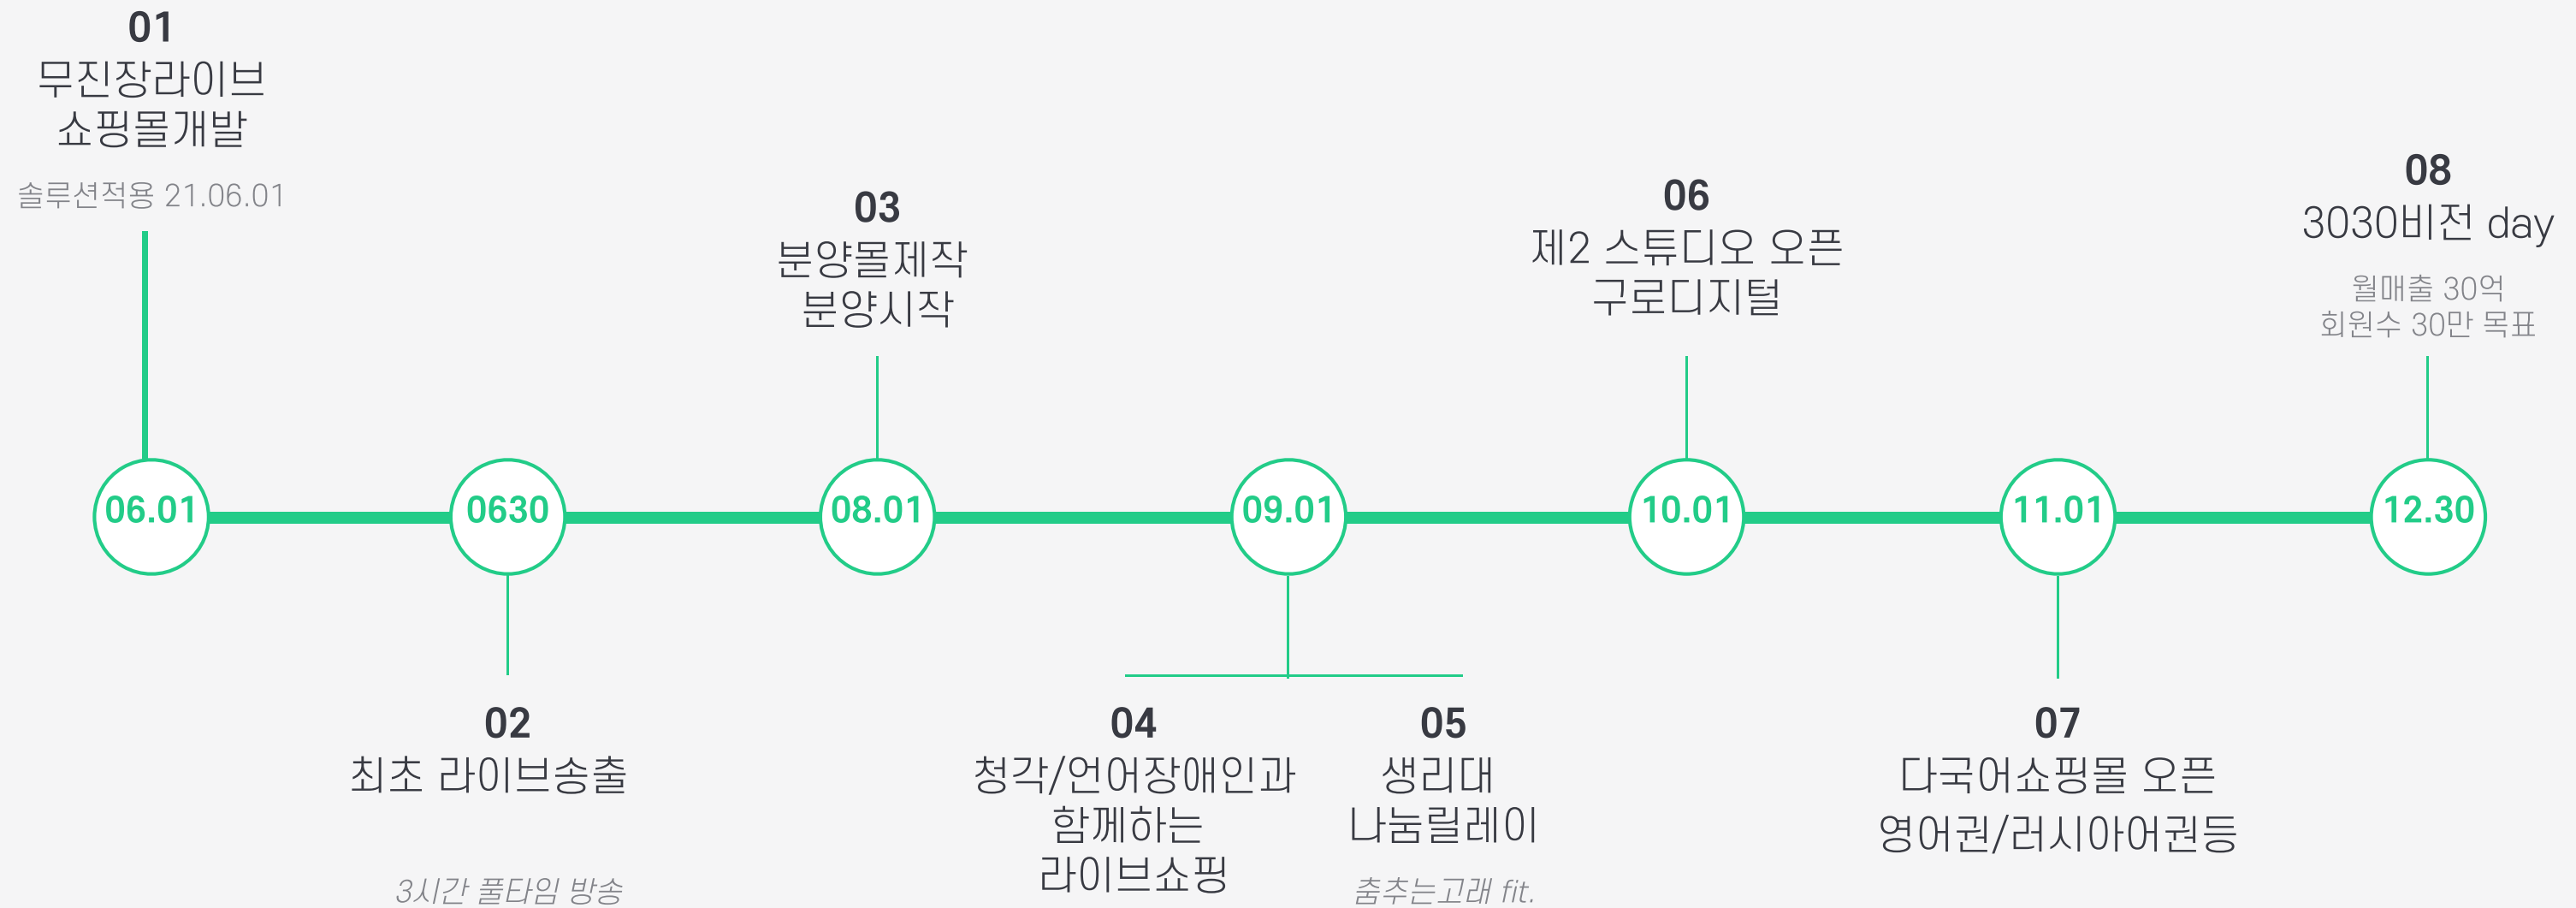 01
무진장라이브
쇼핑몰개발
솔루션적용 21.06.01
03
분양몰제작
분양시작
06
제2 스튜디오 오픈
구로디지털
08
3030비전 day
월매출 30억
회원수 30만 목표
06.01
0630
08.01
09.01
10.01
11.01
12.30
02
최초 라이브송출
3시간 풀타임 방송
04
청각/언어장애인과
함께하는
라이브쇼핑
05
생리대
나눔릴레이
춤추는고래 fit.
07
다국어쇼핑몰 오픈
영어권/러시아어권등